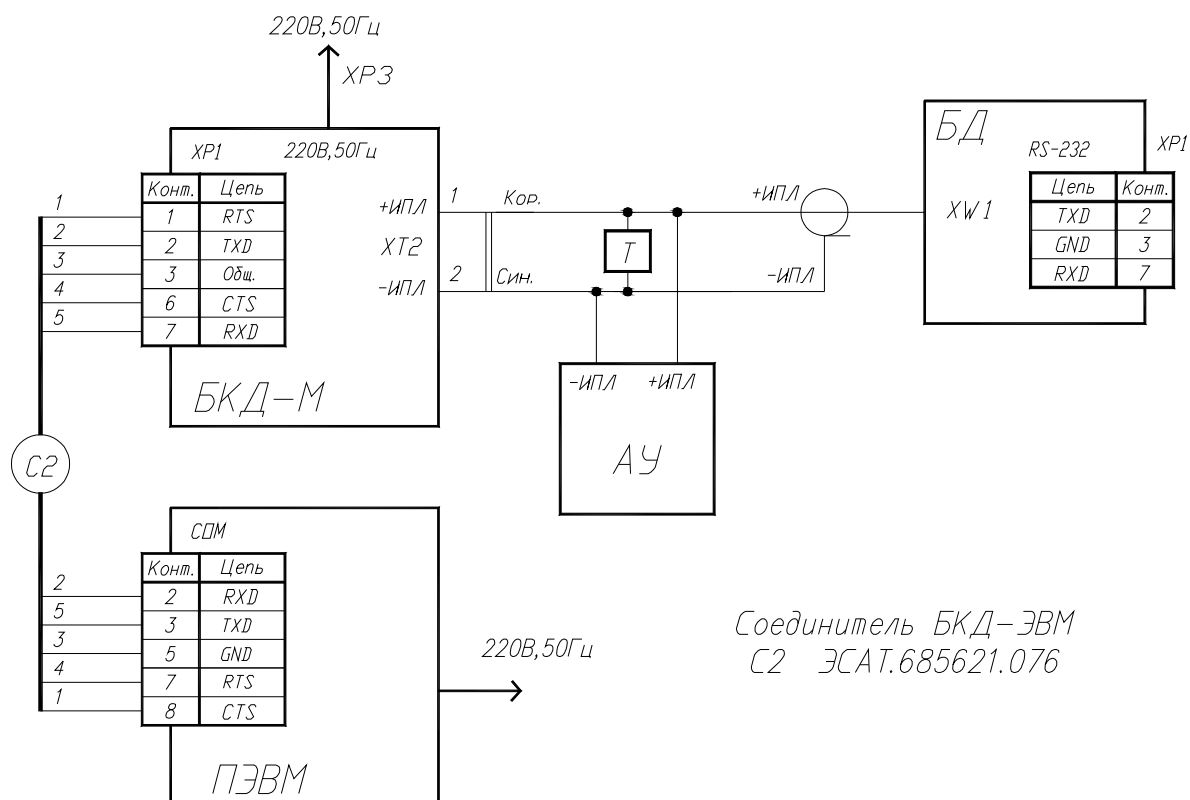 220В,50Гц
ХР3
ХР1
220В,50Гц
Конт. Цепь
1 1 RTS
2 2 TXD
3 3 Общ.
4 6 CTS
5 7 RXD
БКД-М
+ИПЛ 1 Кор.
ХТ2
-ИПЛ 2 Син.
Т
+ИПЛ
-ИПЛ
-ИПЛ +ИПЛ
АУ
БД
RS-232 ХР1
XW1
Цепь Конт.
TXD 2
GND 3
RXD 7
С2
СОМ
Конт. Цепь
2 2 RXD
5 3 TXD
3 5 GND
4 7 RTS
1 8 CTS
ПЭВМ
220В,50Гц
Соединитель БКД-ЭВМ
С2 ЭСАТ.685621.076